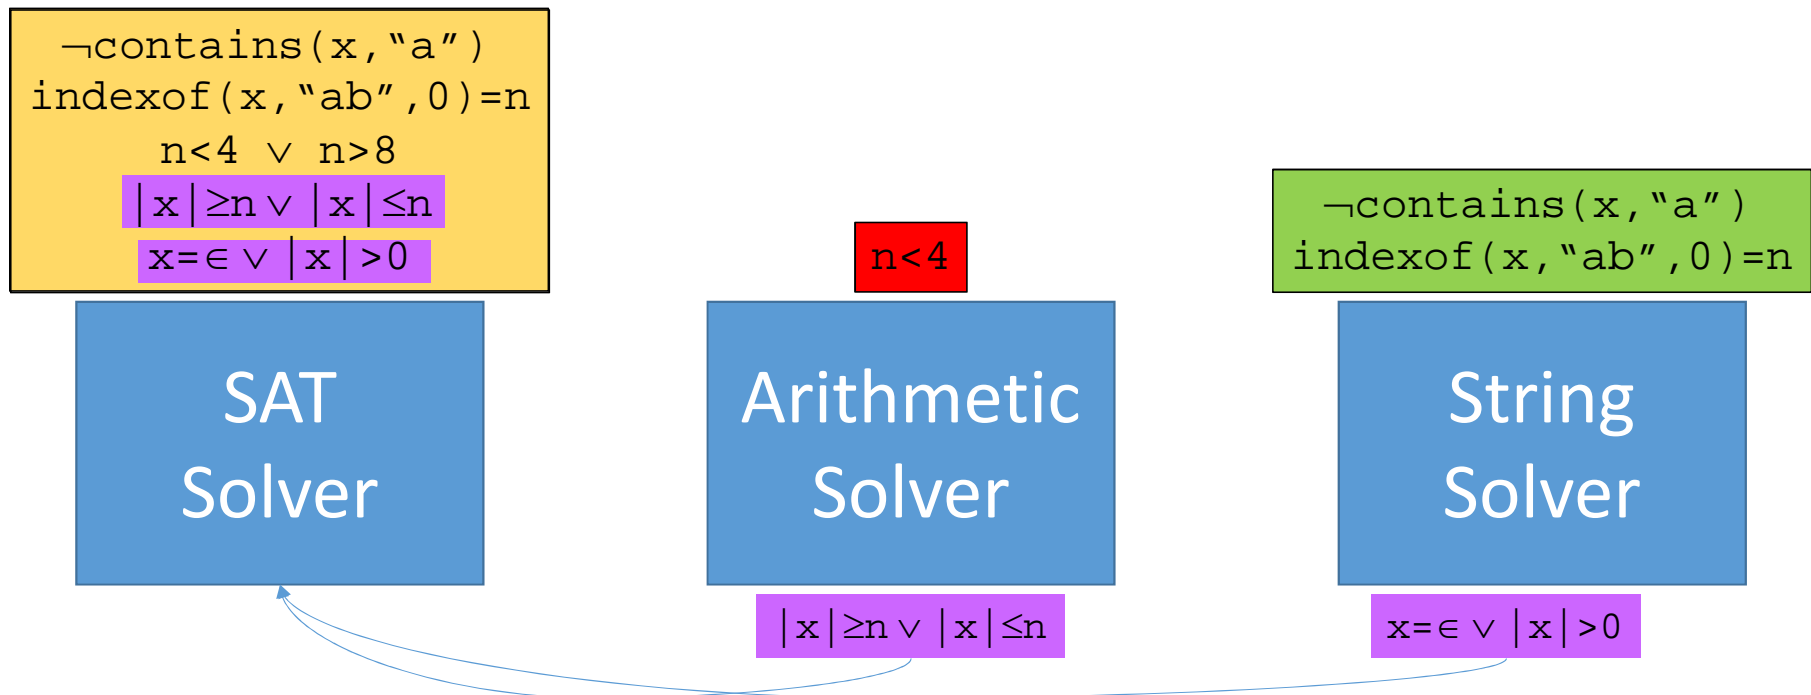 ¬contains(x,“a”)
indexof(x,“ab”,0)=n
n<4 ∨ n>8
|x|≥n ∨ |x|≤n
x=∈ ∨ |x|>0
SAT
Solver
n<4
Arithmetic
Solver
|x|≥n ∨ |x|≤n
¬contains(x,“a”)
indexof(x,“ab”,0)=n
String
Solver
x=∈ ∨ |x|>0